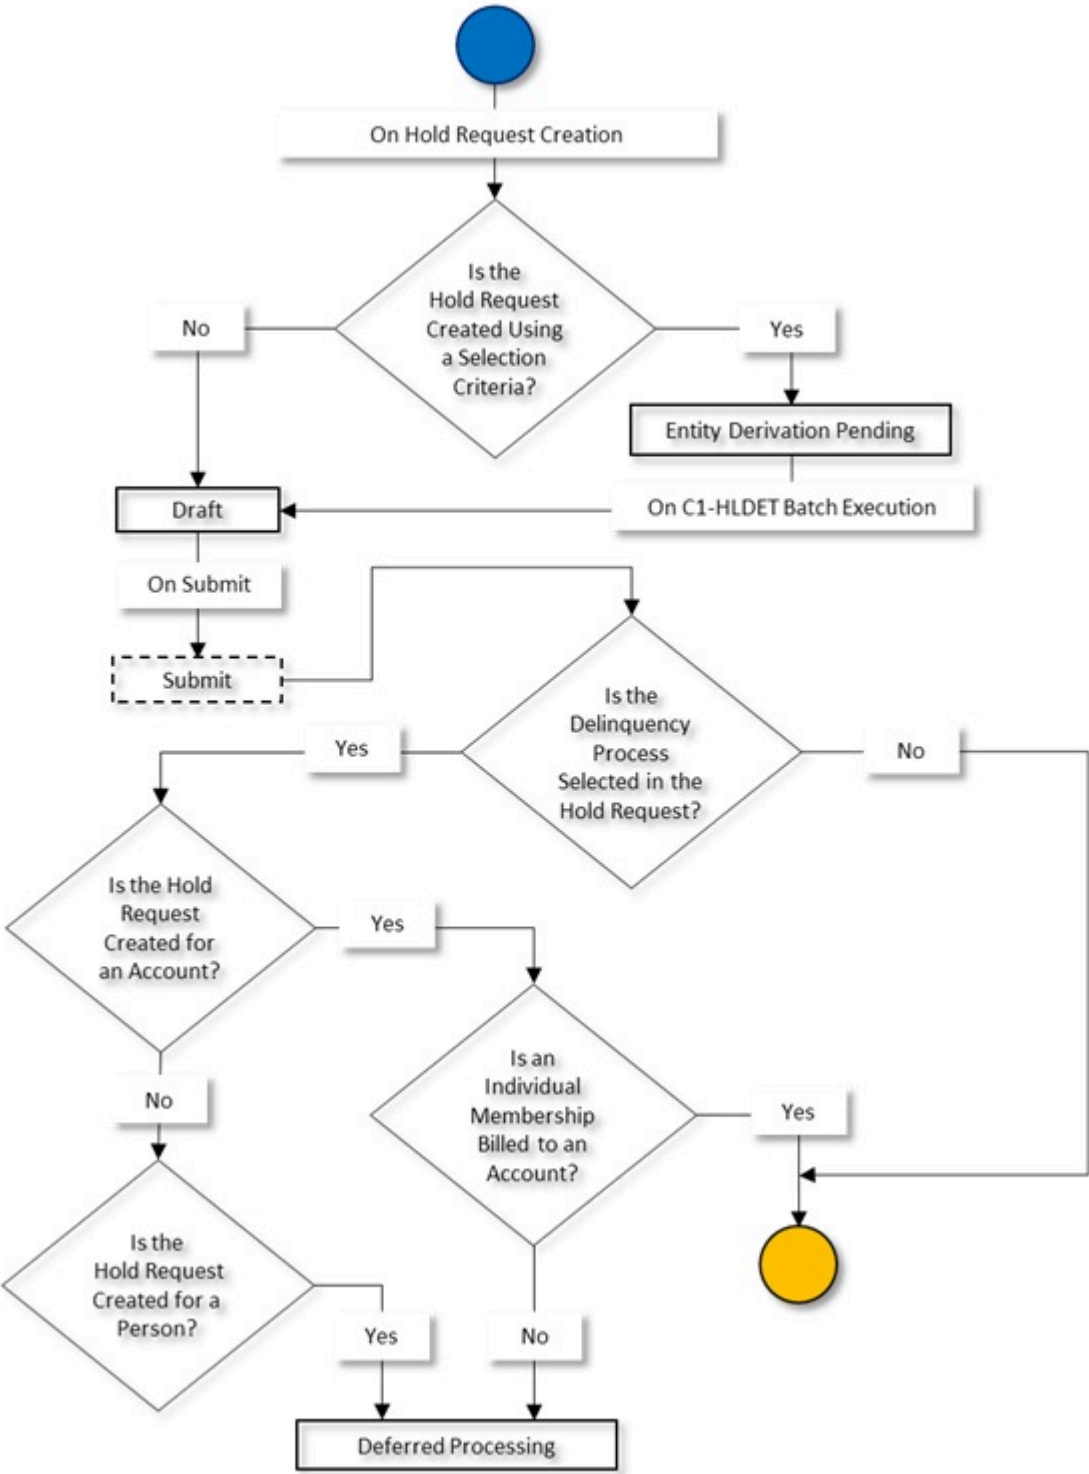 On Hold Request Creation
Is the
Hold Request
Created Using
a Selection
Criteria?
No
Yes
Entity Derivation Pending
Draft
On C1-HLDET Batch Execution
On Submit
Submit
Is the
Delinquency
Process
Selected in the
Hold Request?
Yes
No
Is the Hold
Request
Created for
an Account?
Yes
Is an
Individual
Membership
Billed to an
Account?
No
Yes
Is the
Hold Request
Created for a
Person?
Yes
No
Deferred Processing